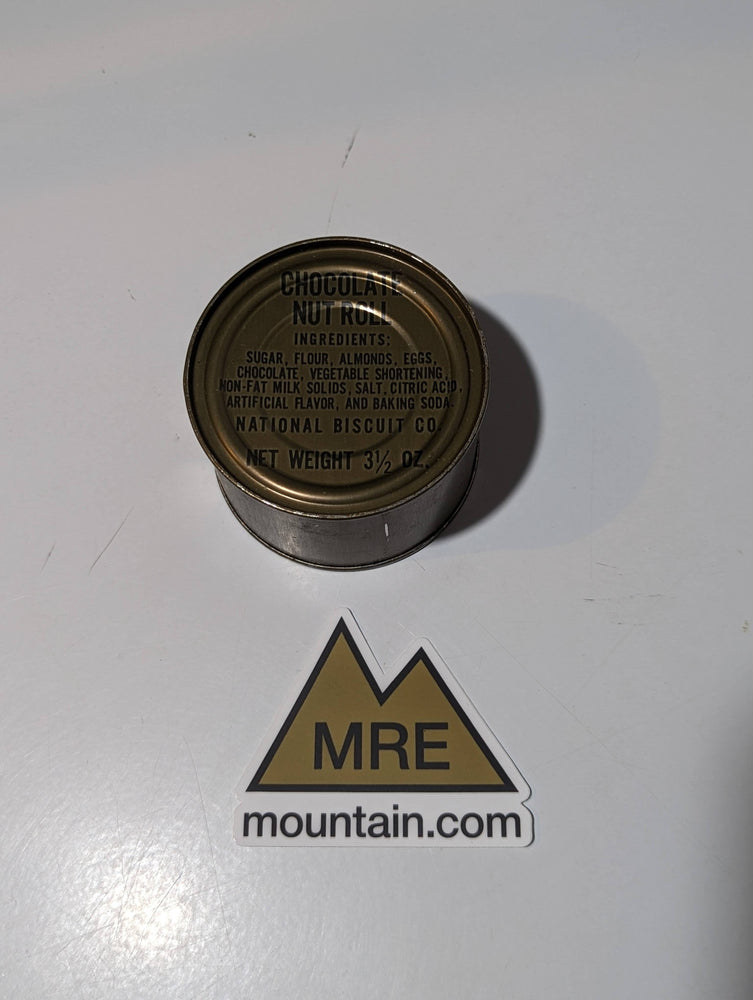 CHOCOLATE
NUT ROLL
INGREDIENTS:
SUGAR, FLOUR, ALMONDS, EGGS,
CHOCOLATE, VEGETABLE SHORTENING,
NON-FAT MILK SOLIDS, SALT, CITRIC ACID,
ARTIFICIAL FLAVOR, AND BAKING SODA.
NATIONAL BISCUIT CO.
NET WEIGHT 3½ OZ.
MRE
mountain.com